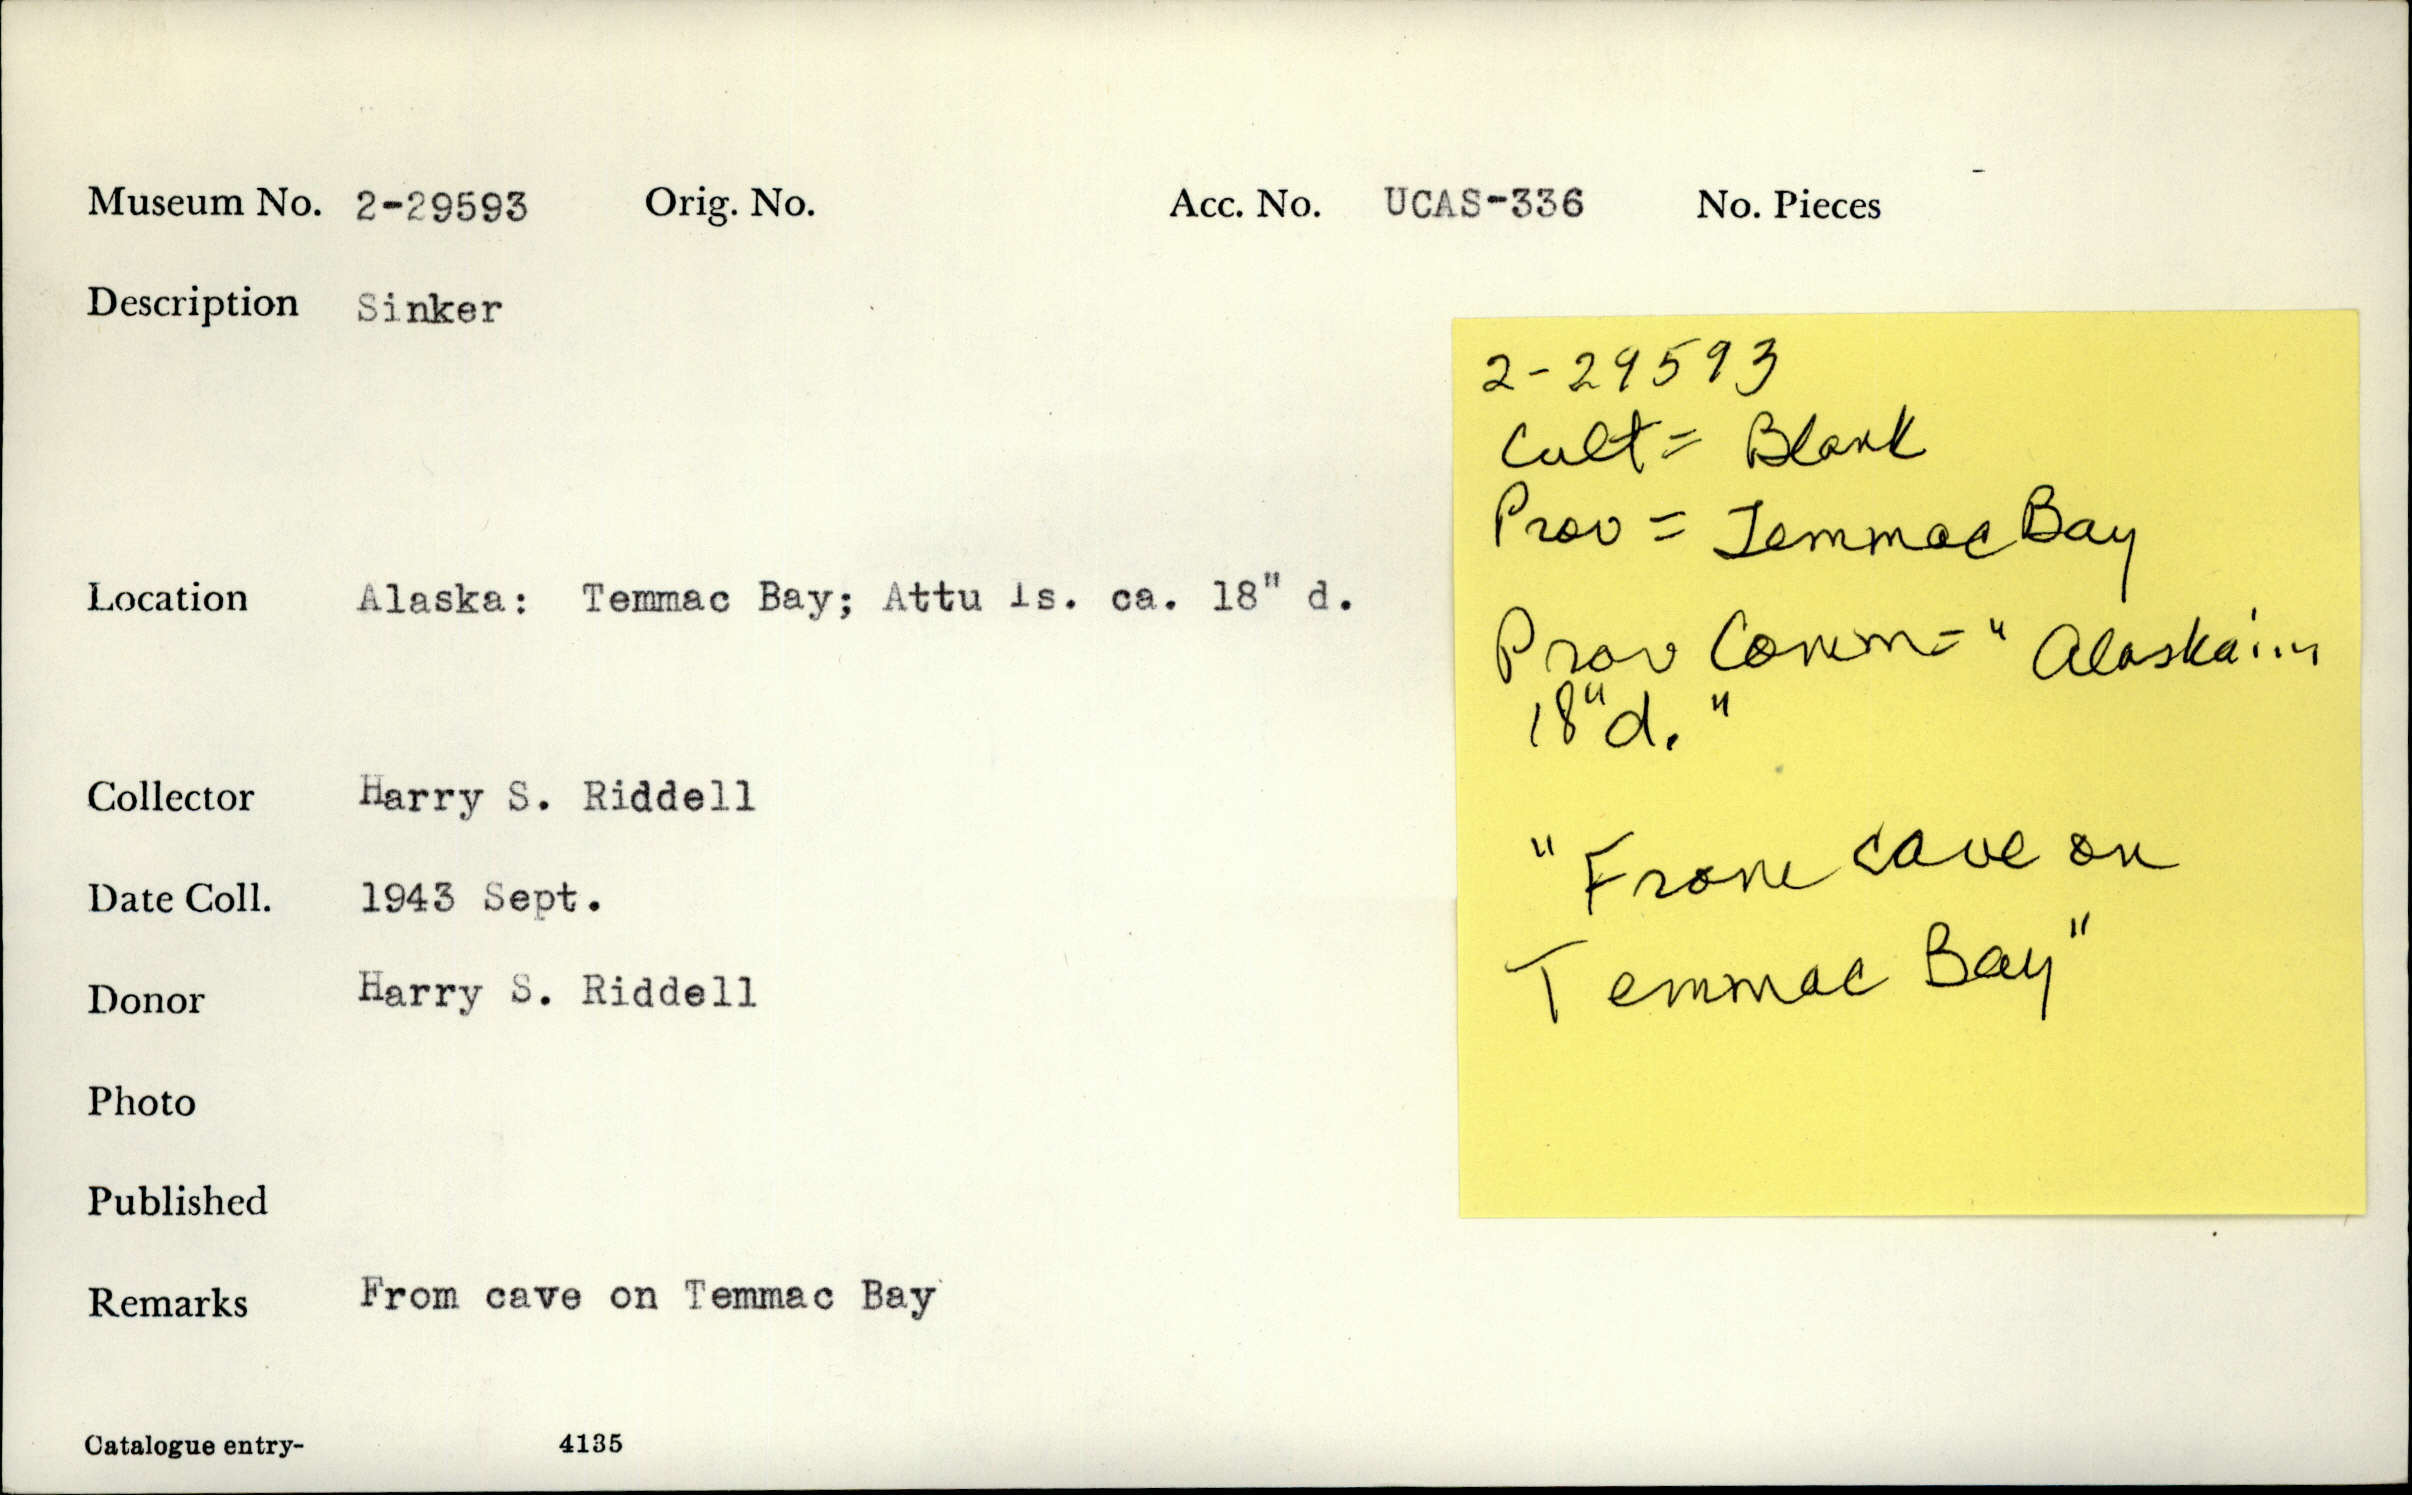 Museum No. 2-29593 Orig. No. Acc. No. UCAS-336 No. Pieces -
Description Sinker
Location Alaska: Temmac Bay; Attu is. ca. 18" d.
Collector Harry S. Riddell
Date Coll. 1943 Sept.
Donor Harry S. Riddell
Photo
Published
Remarks From cave on Temmac Bay
Catalogue entry- 4135
2-29593
Cult = Blank
Prov = Temmac Bay
Prov Comm = "Alaska...
18" d."
"From cave on
Temmac Bay"